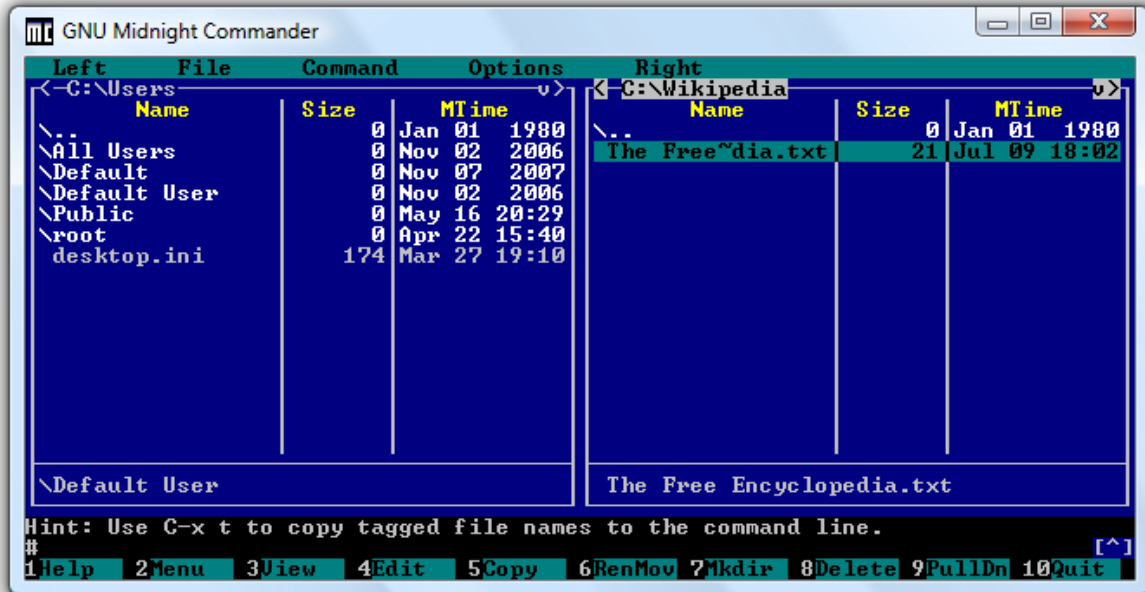 GNU Midnight Commander
Left File Command Options Right
<-C:\Users v>
Name Size MTime
\.. 0 Jan 01 1980
\All Users 0 Nov 02 2006
\Default 0 Nov 07 2007
\Default User 0 Nov 02 2006
\Public 0 May 16 20:29
\root 0 Apr 22 15:40
desktop.ini 174 Mar 27 19:10
\Default User
< C:\Wikipedia v>
Name Size MTime
\.. 0 Jan 01 1980
The Free~dia.txt 21 Jul 09 18:02
The Free Encyclopedia.txt
Hint: Use C-x t to copy tagged file names to the command line.
# [^]
1Help 2Menu 3View 4Edit 5Copy 6RenMov 7Mkdir 8Delete 9PullDn 10Quit